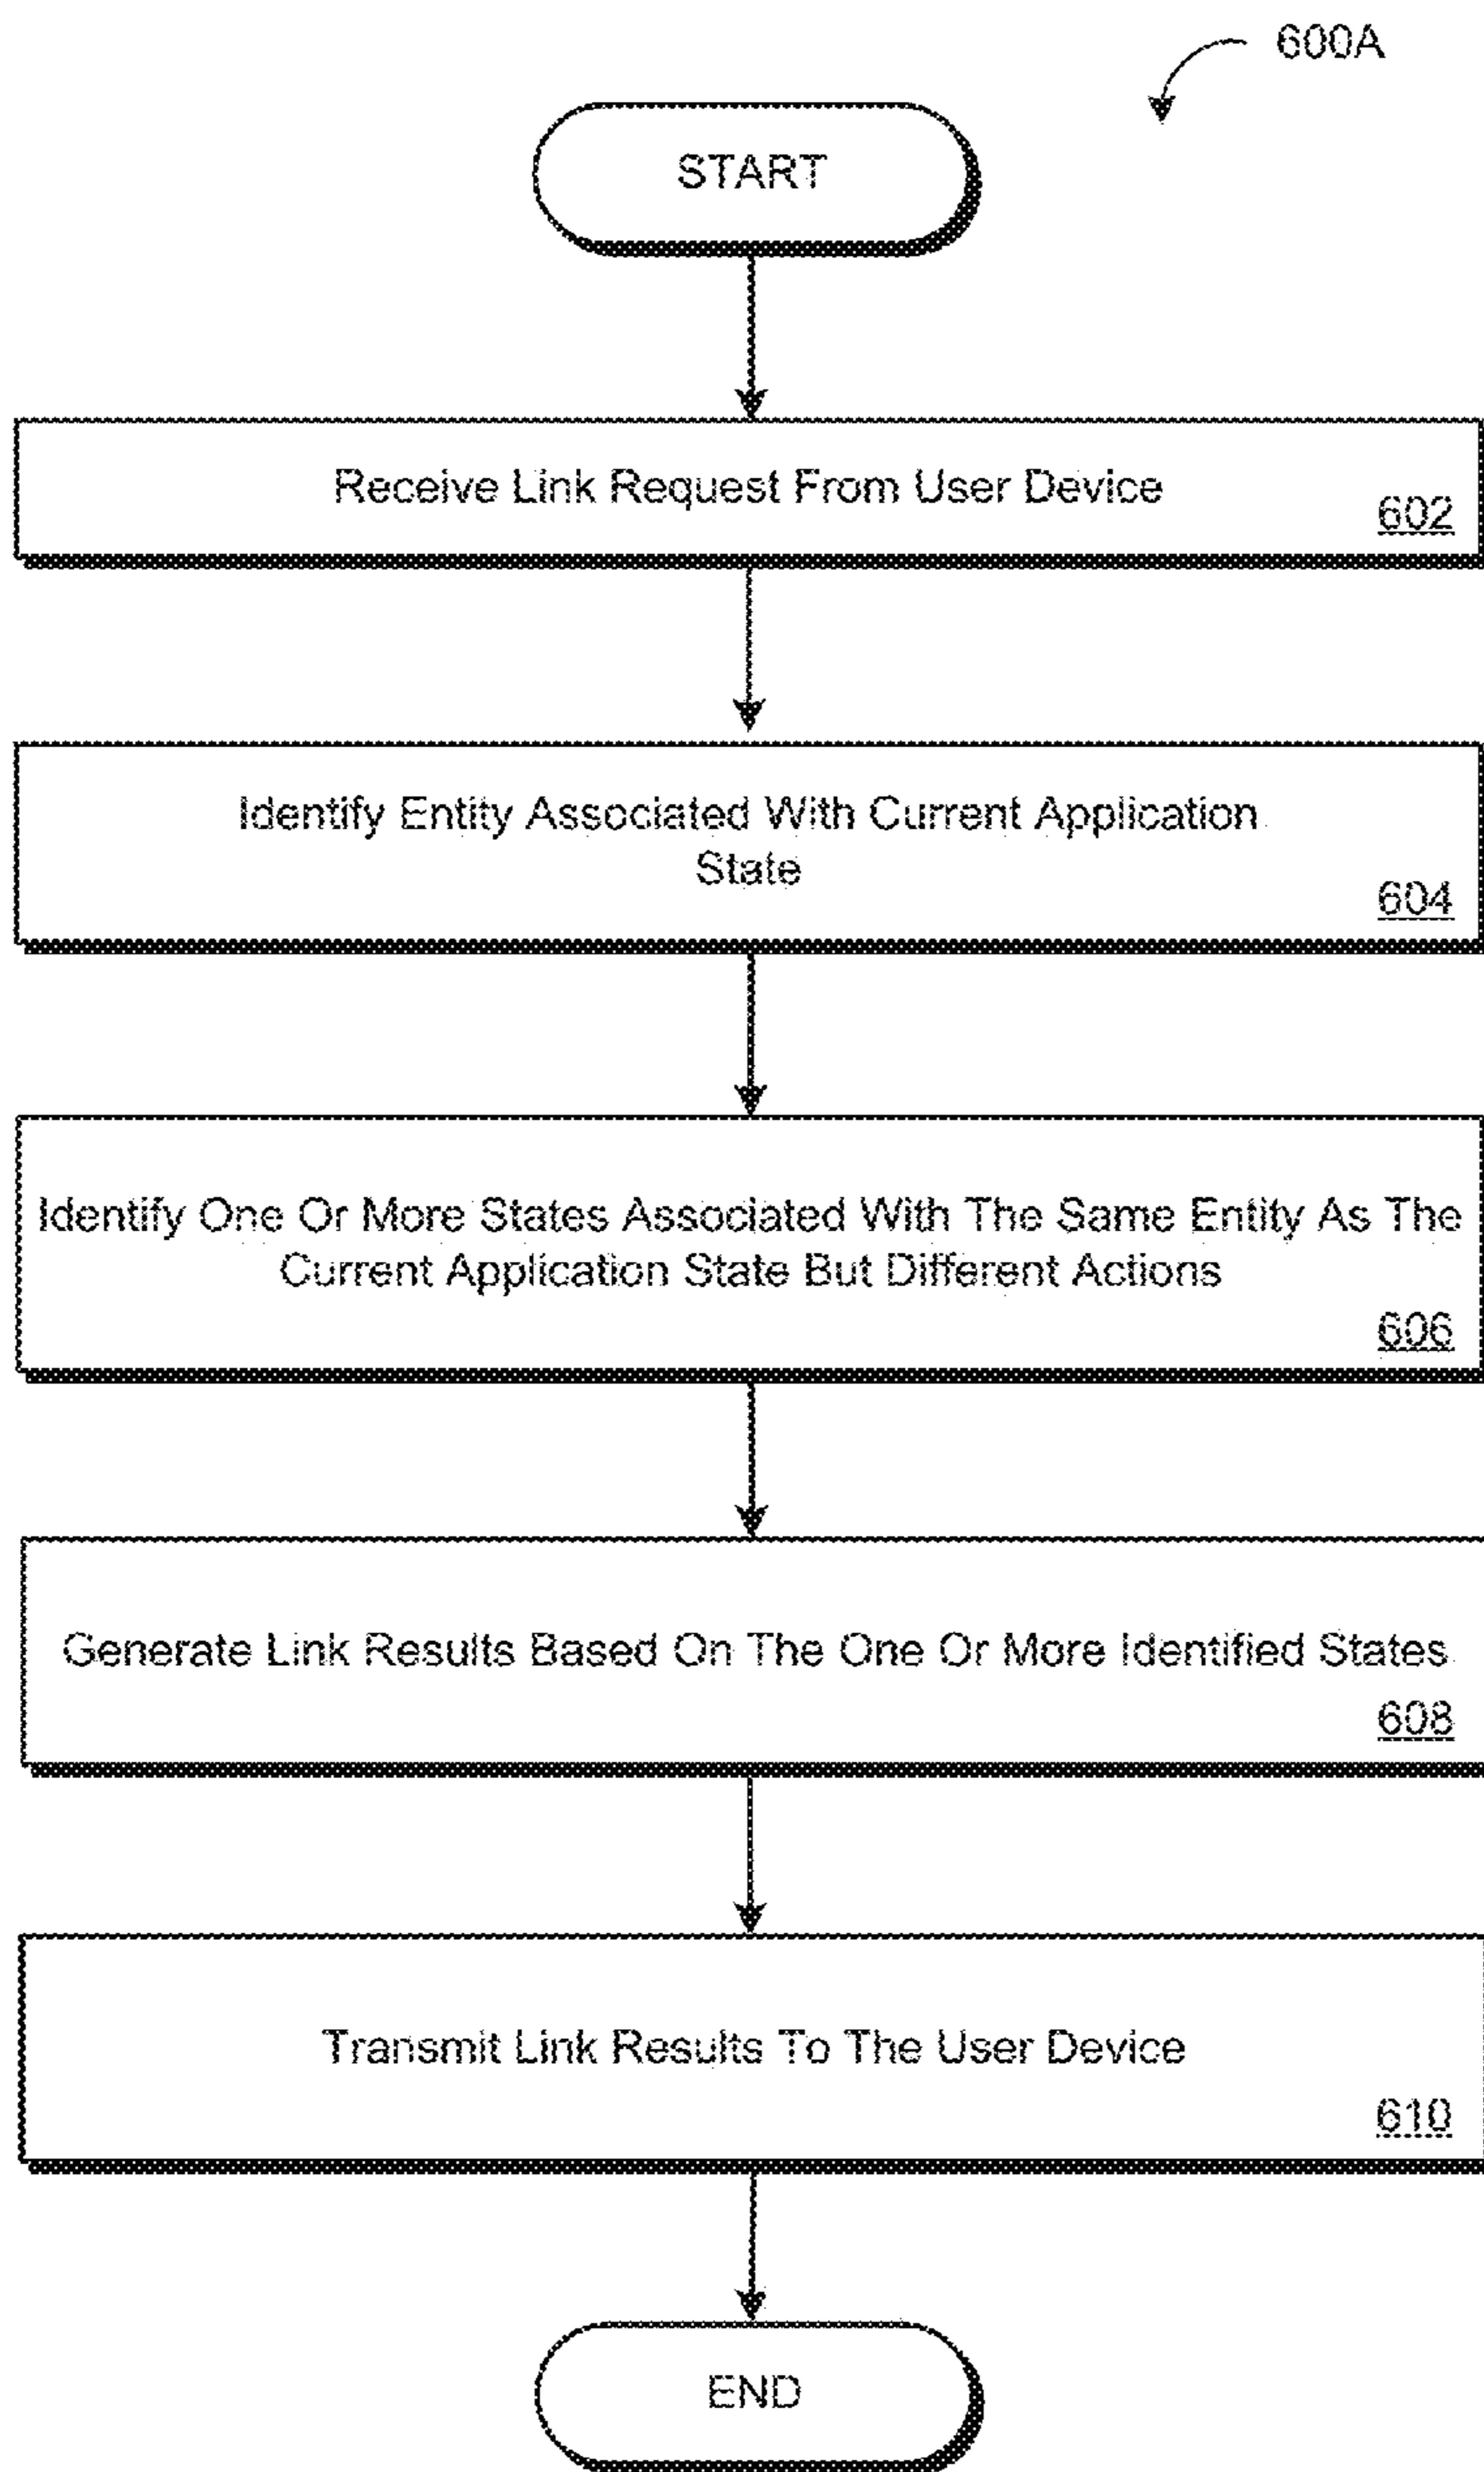 600A
START
Receive Link Request From User Device
602
Identify Entity Associated With Current Application
State
604
Identify One Or More States Associated With The Same Entity As The
Current Application State But Different Actions
606
Generate Link Results Based On The One Or More Identified States
608
Transmit Link Results To The User Device
610
END